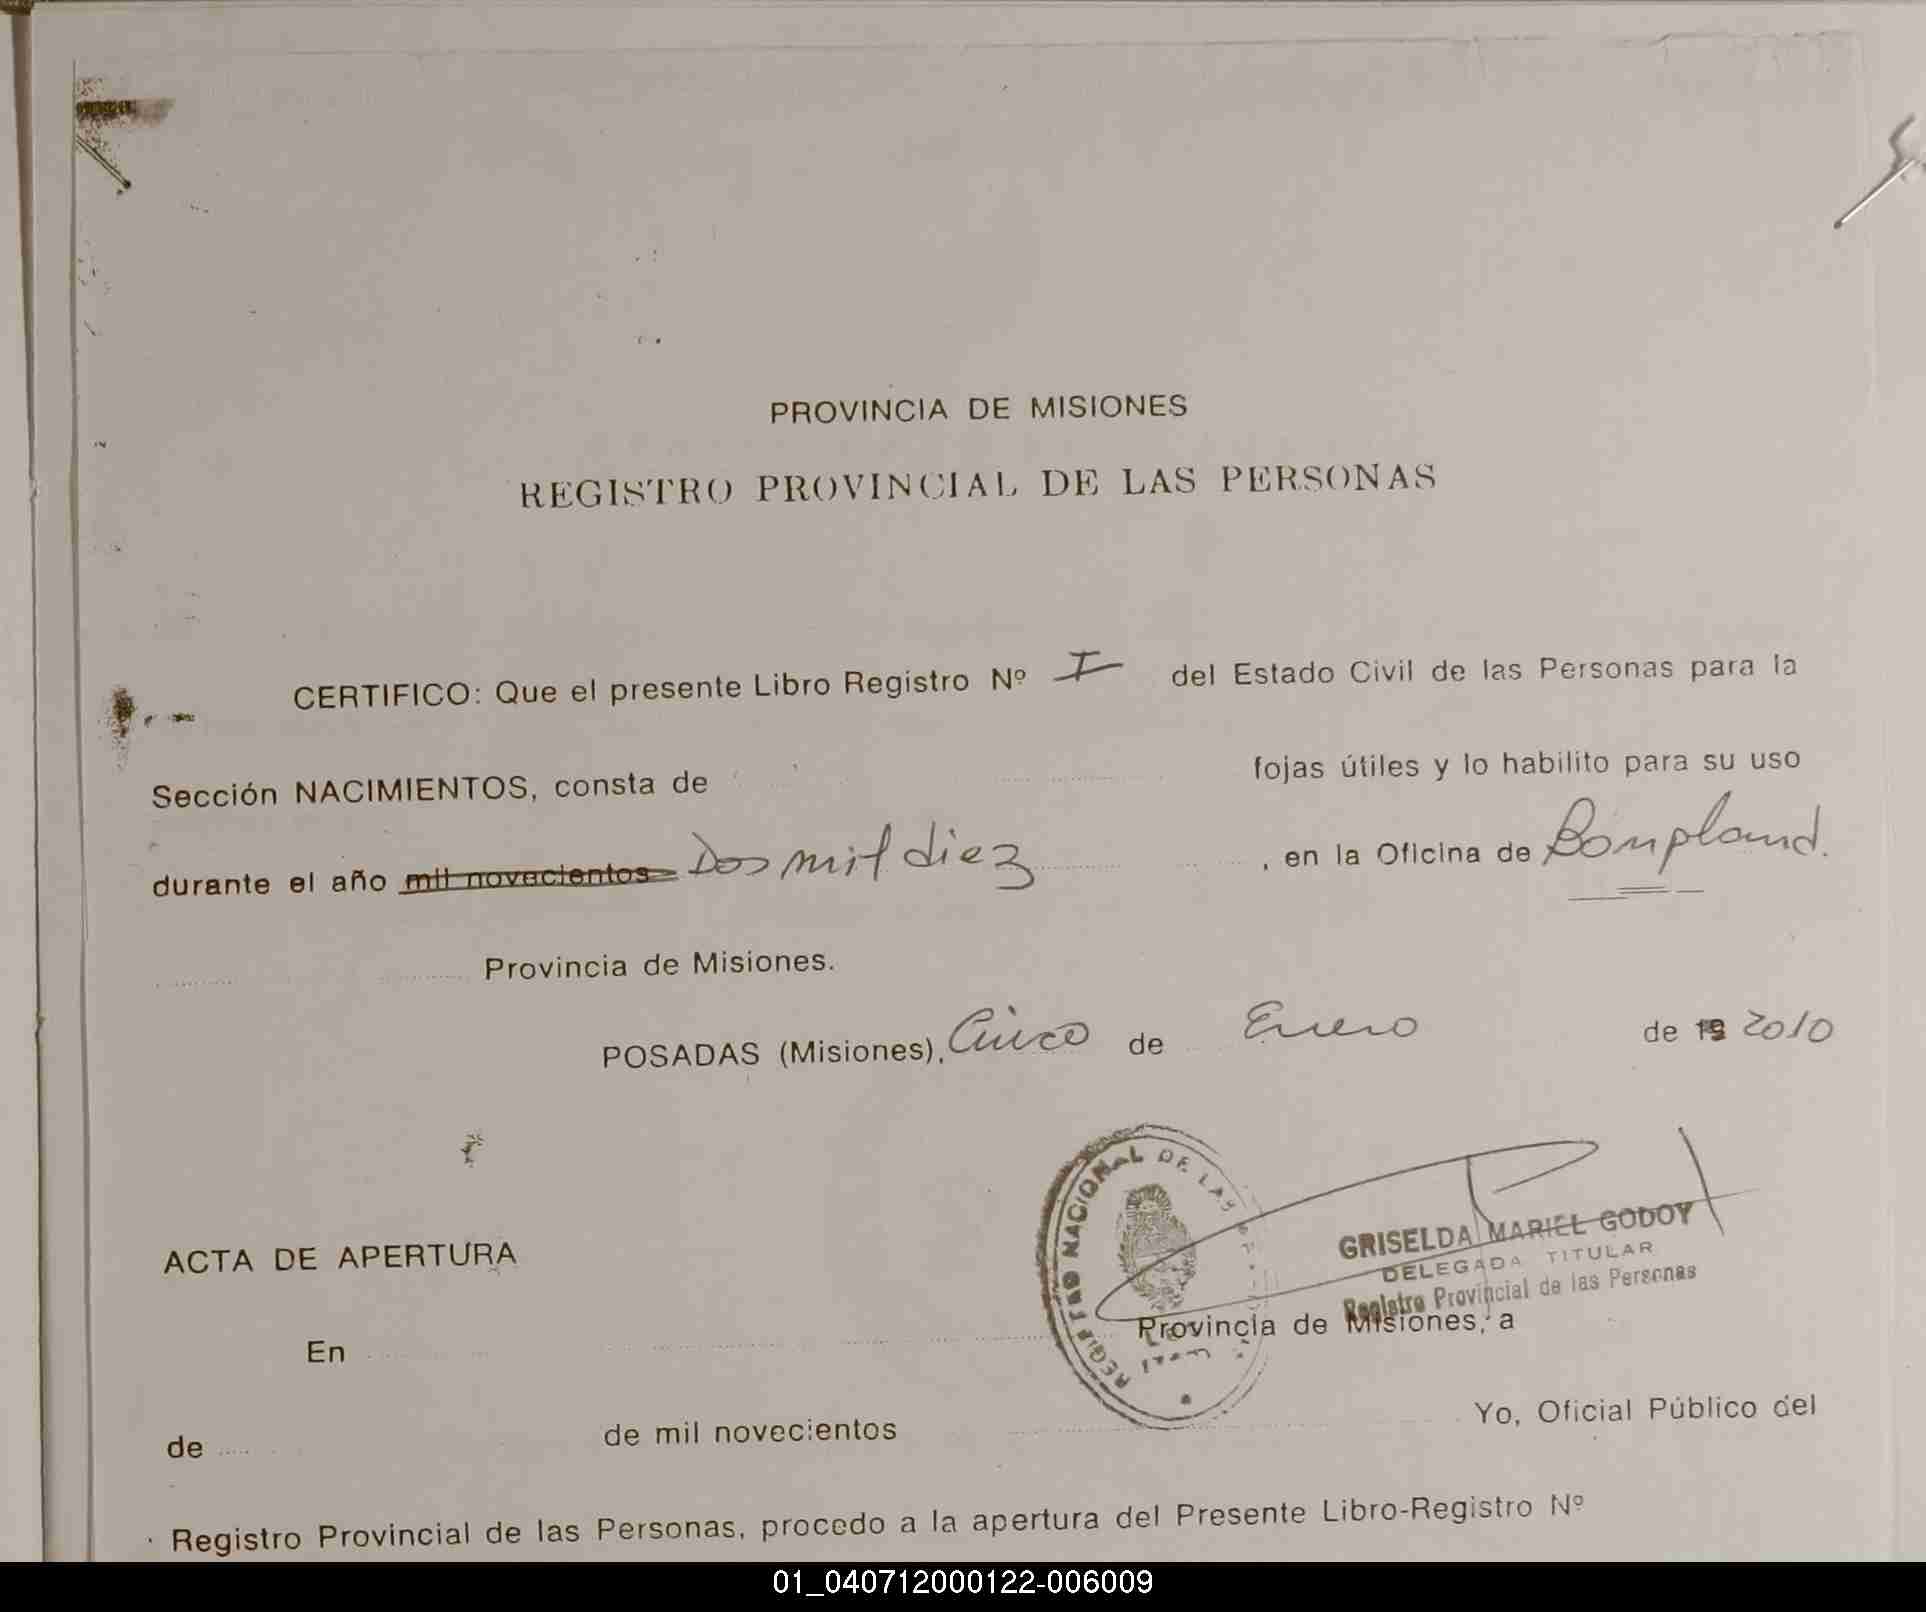 PROVINCIA DE MISIONES
REGISTRO PROVINCIAL DE LAS PERSONAS
CERTIFICO: Que el presente Libro Registro Nº I del Estado Civil de las Personas para la
Sección NACIMIENTOS, consta de fojas útiles y lo habilito para su uso
durante el año mil novecientos Dos mil diez, en la Oficina de Bompland.
Provincia de Misiones.
POSADAS (Misiones), Cinco de Enero de 19 2010
REGISTRO NACIONAL DE LAS
GRISELDA MARIEL GODOY
DELEGADA TITULAR
Registro Provincial de las Personas
ACTA DE APERTURA
En Provincia de Misiones, a
de de mil novecientos Yo, Oficial Público del
Registro Provincial de las Personas, procedo a la apertura del Presente Libro-Registro Nº
01_040712000122-006009